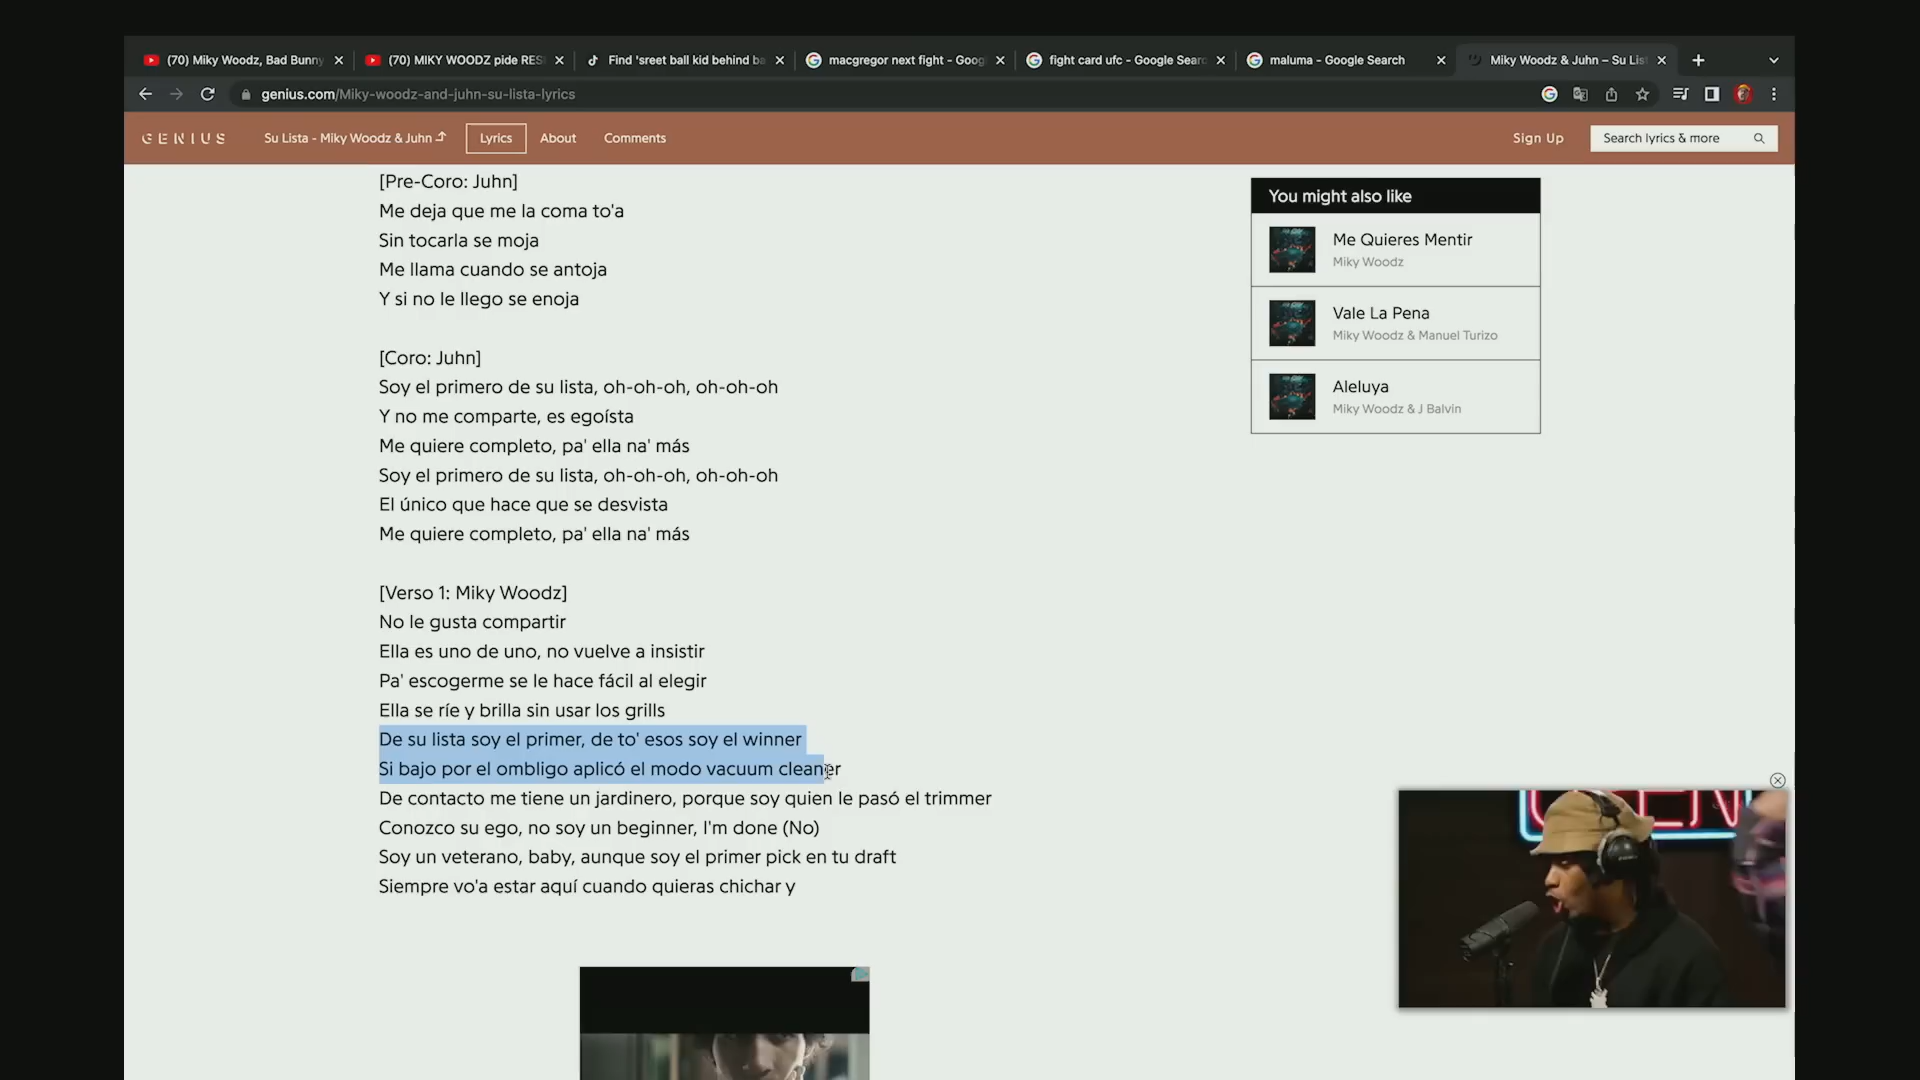 (70) Miky Woodz, Bad Bunny
(70) MIKY WOODZ pide RES
Find 'sreet ball kid behind ba
macgregor next fight - Goog
fight card ufc - Google Searc
maluma - Google Search
Miky Woodz & Juhn – Su Lis
genius.com/Miky-woodz-and-juhn-su-lista-lyrics
GENIUS
Su Lista - Miky Woodz & Juhn
Lyrics
About
Comments
Sign Up
Search lyrics & more
[Pre-Coro: Juhn]
Me deja que me la coma to'a
Sin tocarla se moja
Me llama cuando se antoja
Y si no le llego se enoja
[Coro: Juhn]
Soy el primero de su lista, oh-oh-oh, oh-oh-oh
Y no me comparte, es egoísta
Me quiere completo, pa' ella na' más
Soy el primero de su lista, oh-oh-oh, oh-oh-oh
El único que hace que se desvista
Me quiere completo, pa' ella na' más
[Verso 1: Miky Woodz]
No le gusta compartir
Ella es uno de uno, no vuelve a insistir
Pa' escogerme se le hace fácil al elegir
Ella se ríe y brilla sin usar los grills
De su lista soy el primer, de to' esos soy el winner
Si bajo por el ombligo aplicó el modo vacuum cleaner
De contacto me tiene un jardinero, porque soy quien le pasó el trimmer
Conozco su ego, no soy un beginner, I'm done (No)
Soy un veterano, baby, aunque soy el primer pick en tu draft
Siempre vo'a estar aquí cuando quieras chichar y
You might also like
Me Quieres Mentir
Miky Woodz
Vale La Pena
Miky Woodz & Manuel Turizo
Aleluya
Miky Woodz & J Balvin